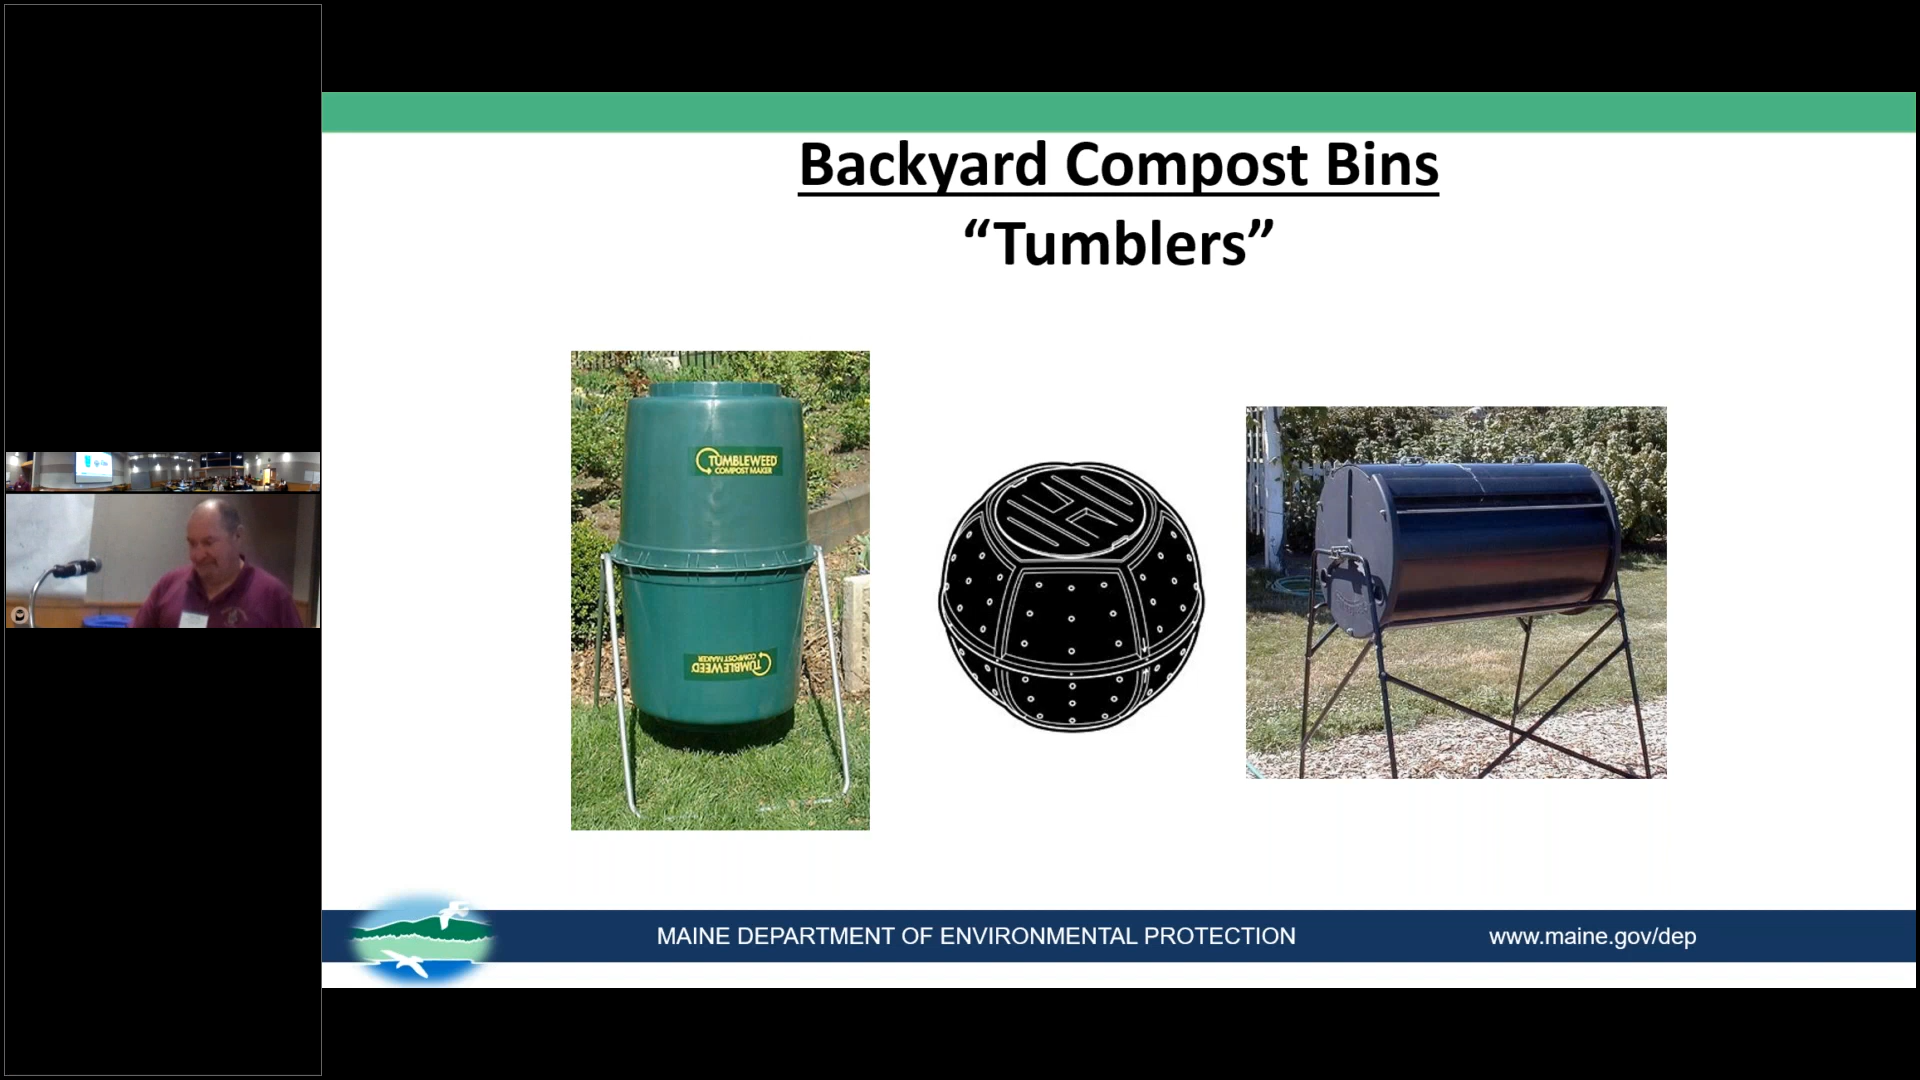 Backyard Compost Bins
“Tumblers”
TUMBLEWEED
COMPOST MAKER
TUMBLEWEED
COMPOST MAKER
MAINE DEPARTMENT OF ENVIRONMENTAL PROTECTION
www.maine.gov/dep